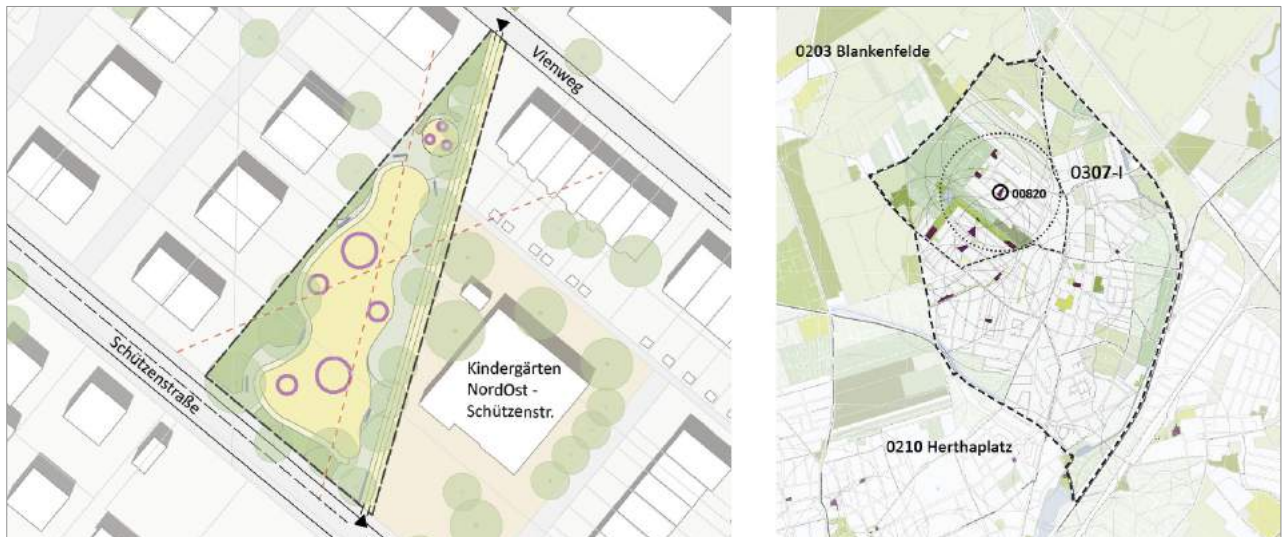 Vienweg
Schützenstraße
Kindergärten
NordOst -
Schützenstr.
0203 Blankenfelde
0307-I
00820
0210 Herthaplatz